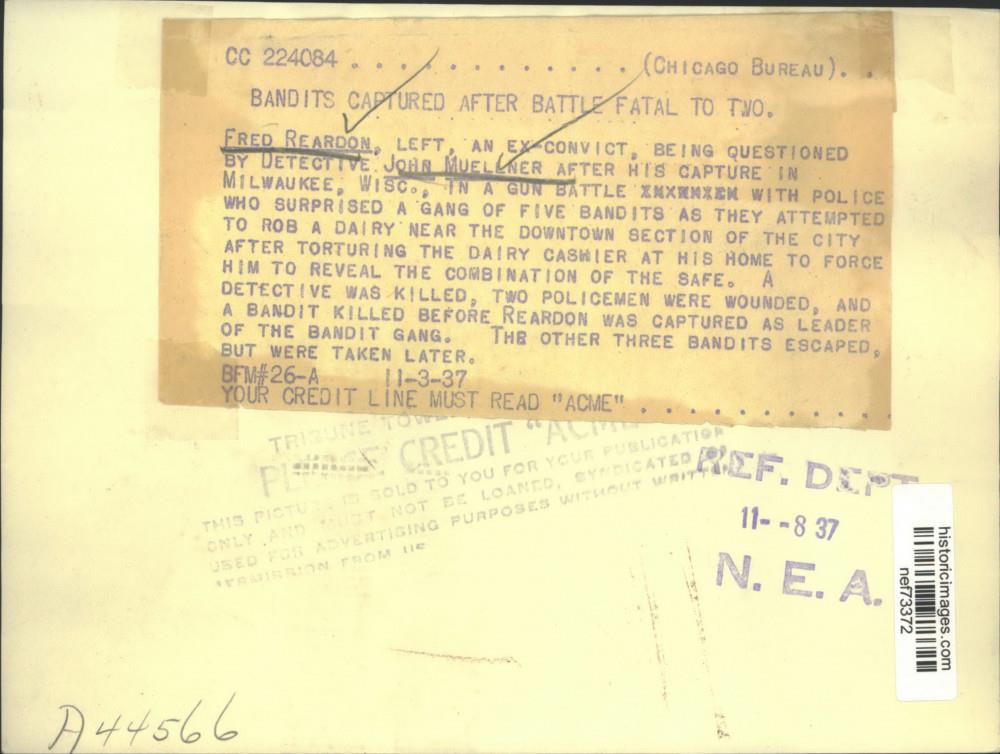 CC 224084 . . . . . . . . . . . . . (CHICAGO BUREAU). . .
BANDITS CAPTURED AFTER BATTLE FATAL TO TWO.
FRED REARDON, LEFT, AN EX-CONVICT, BEING QUESTIONED
BY DETECTIVE JOHN MUELLNER AFTER HIS CAPTURE IN
MILWAUKEE, WISC., IN A GUN BATTLE WITH POLICE
WHO SURPRISED A GANG OF FIVE BANDITS AS THEY ATTEMPTED
TO ROB A DAIRY NEAR THE DOWNTOWN SECTION OF THE CITY
AFTER TORTURING THE DAIRY CASHIER AT HIS HOME TO FORCE
HIM TO REVEAL THE COMBINATION OF THE SAFE. A
DETECTIVE WAS KILLED, TWO POLICEMEN WERE WOUNDED, AND
A BANDIT KILLED BEFORE REARDON WAS CAPTURED AS LEADER
OF THE BANDIT GANG. THE OTHER THREE BANDITS ESCAPED,
BUT WERE TAKEN LATER.
BFM#26-A 11-3-37
YOUR CREDIT LINE MUST READ "ACME" . . . . . . . . . . . .
TRIBUNE
CREDIT "ACME
THIS PICTU IS SOLD TO YOU FOR YOUR PUBLICATION
ONLY AND NOT BE LOANED, SYNDICATED
USED FOR ADVERTISING PURPOSES WITHOUT
PERMISSION FROM US
REF. DEPT
11--8 37
N. E. A.
historicimages.com
nef73372
A44566